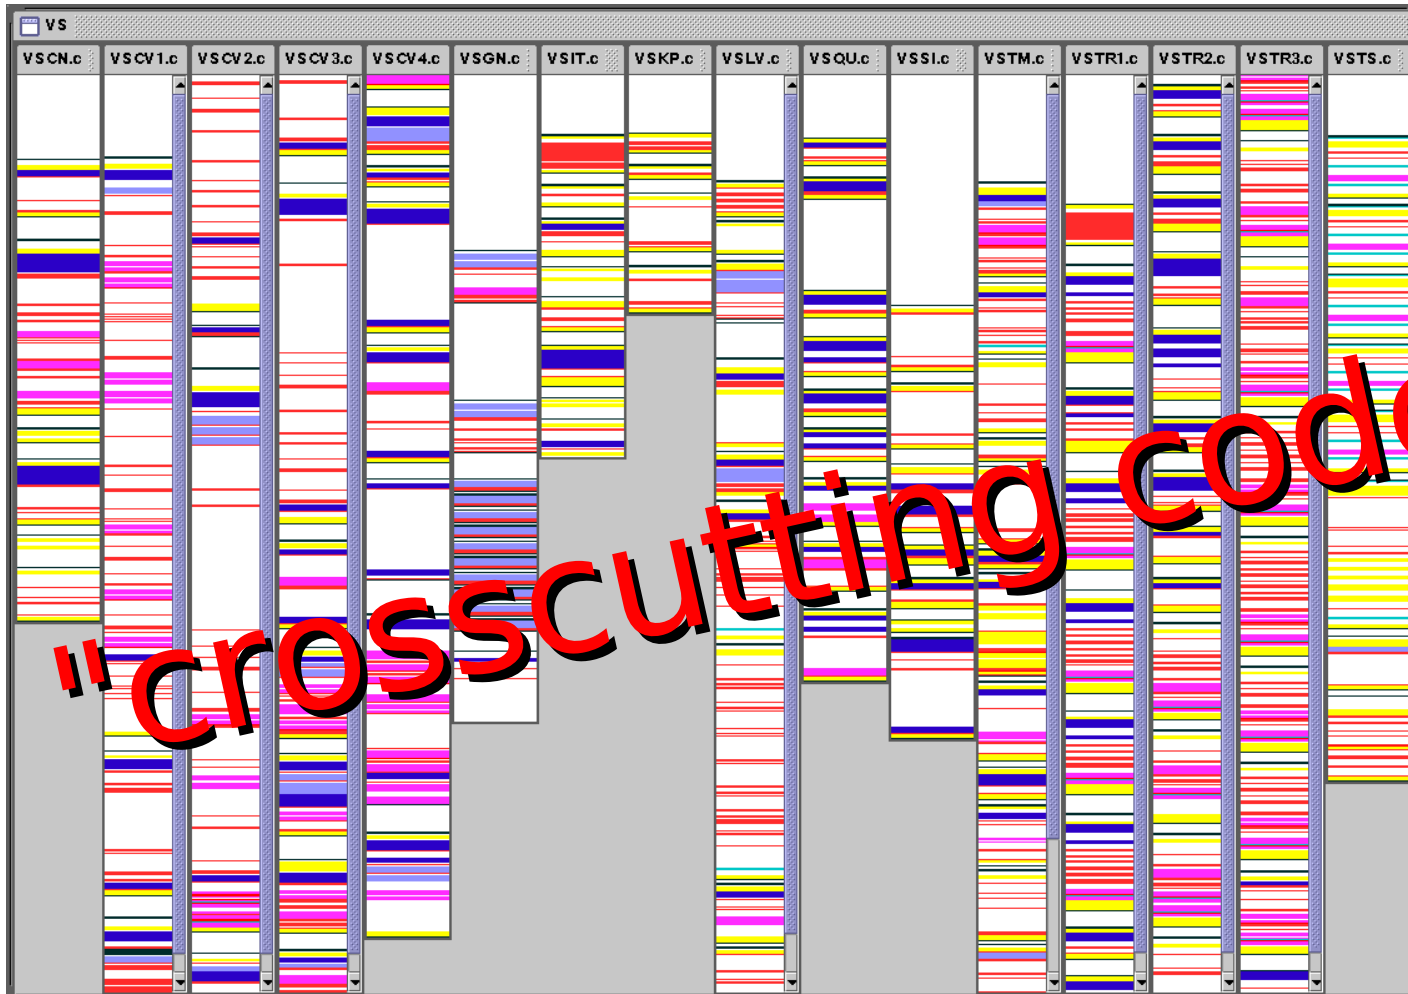 VS
VSCN.c VSCV1.c VSCV2.c VSCV3.c VSCV4.c VSGN.c VSIT.c VSKP.c VSLV.c VSQU.c VSSI.c VSTM.c VSTR1.c VSTR2.c VSTR3.c VSTS.c
"crosscutting code